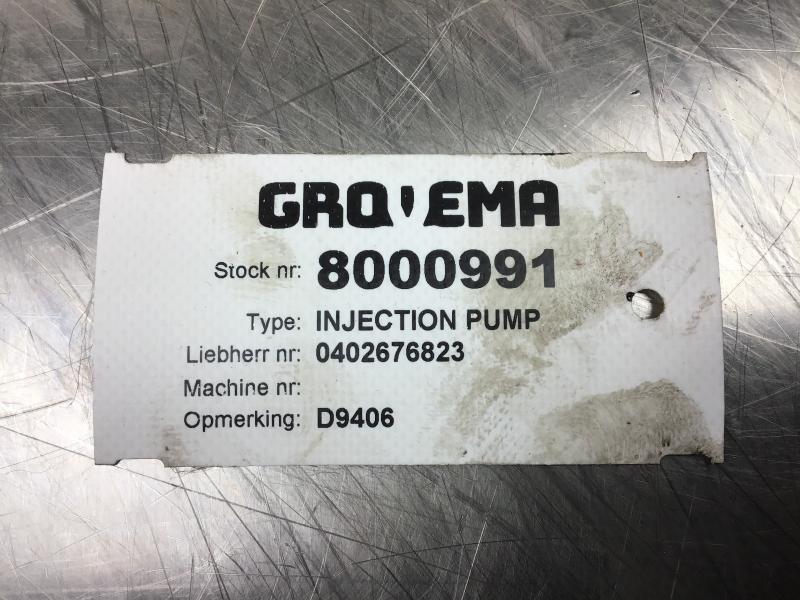 GRO'EMA
Stock nr: 8000991
Type: INJECTION PUMP
Liebherr nr: 0402676823
Machine nr:
Opmerking: D9406